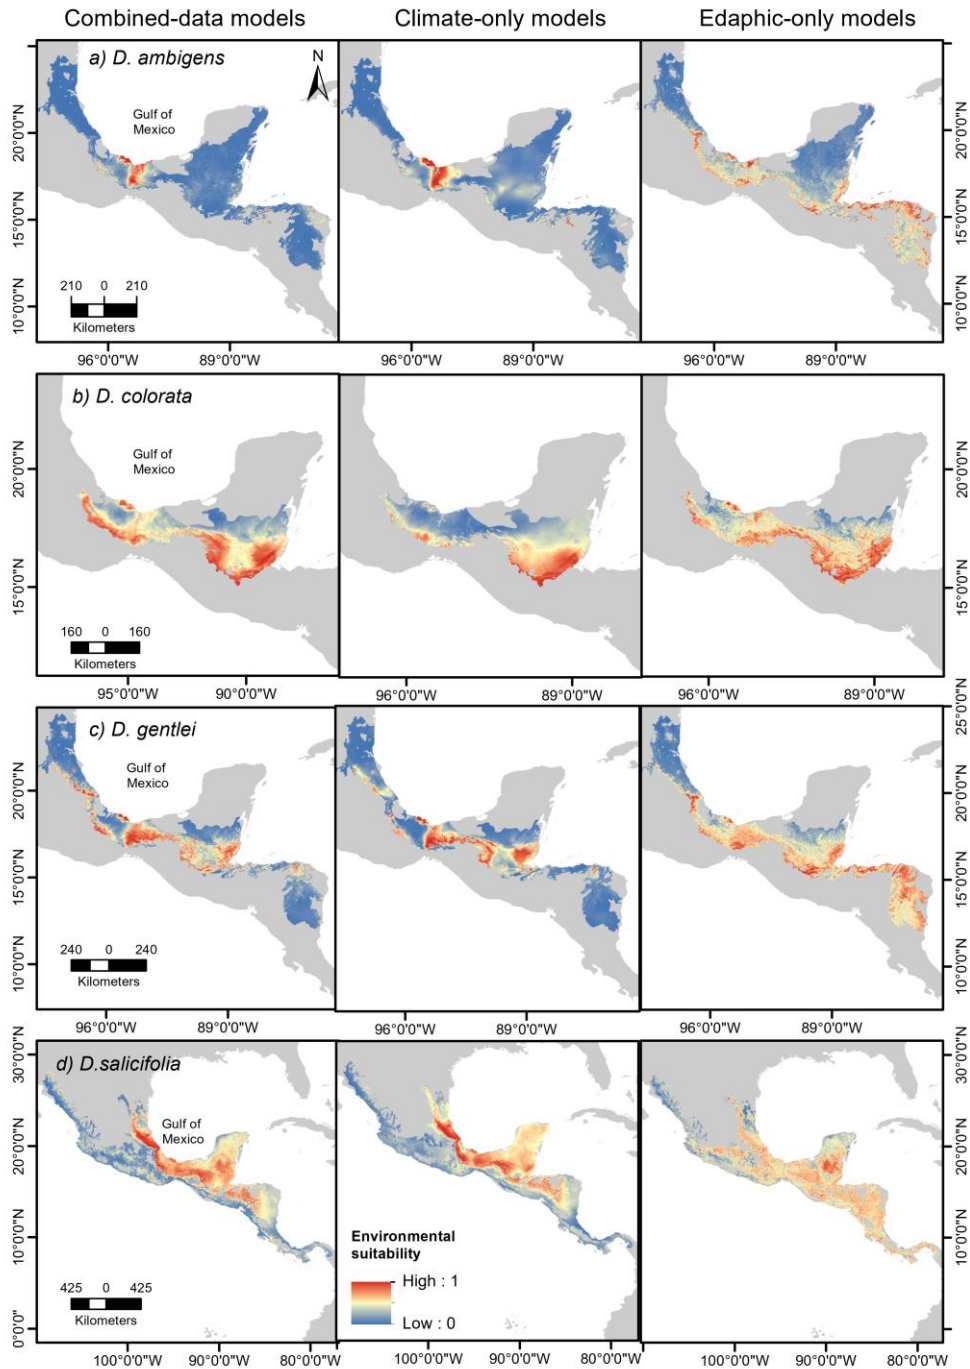 Combined-data models
Climate-only models
Edaphic-only models
a) D. ambigens
N
Gulf of
Mexico
20°0'0"N
15°0'0"N
10°0'0"N
210 0 210
Kilometers
20°0'0"N
15°0'0"N
10°0'0"N
96°0'0"W 89°0'0"W
96°0'0"W 89°0'0"W
96°0'0"W 89°0'0"W
b) D. colorata
Gulf of
Mexico
20°0'0"N
15°0'0"N
160 0 160
Kilometers
20°0'0"N
15°0'0"N
95°0'0"W 90°0'0"W
96°0'0"W 89°0'0"W
96°0'0"W 89°0'0"W
c) D. gentlei
Gulf of
Mexico
20°0'0"N
15°0'0"N
10°0'0"N
240 0 240
Kilometers
25°0'0"N
20°0'0"N
15°0'0"N
10°0'0"N
96°0'0"W 89°0'0"W
96°0'0"W 89°0'0"W
96°0'0"W 89°0'0"W
d) D.salicifolia
Gulf of
Mexico
30°0'0"N
20°0'0"N
10°0'0"N
0°0'0"
425 0 425
Kilometers
Environmental
suitability
High : 1
Low : 0
30°0'0"N
20°0'0"N
10°0'0"N
0°0'0"
100°0'0"W 90°0'0"W 80°0'0"W
100°0'0"W 90°0'0"W 80°0'0"W
100°0'0"W 90°0'0"W 80°0'0"W